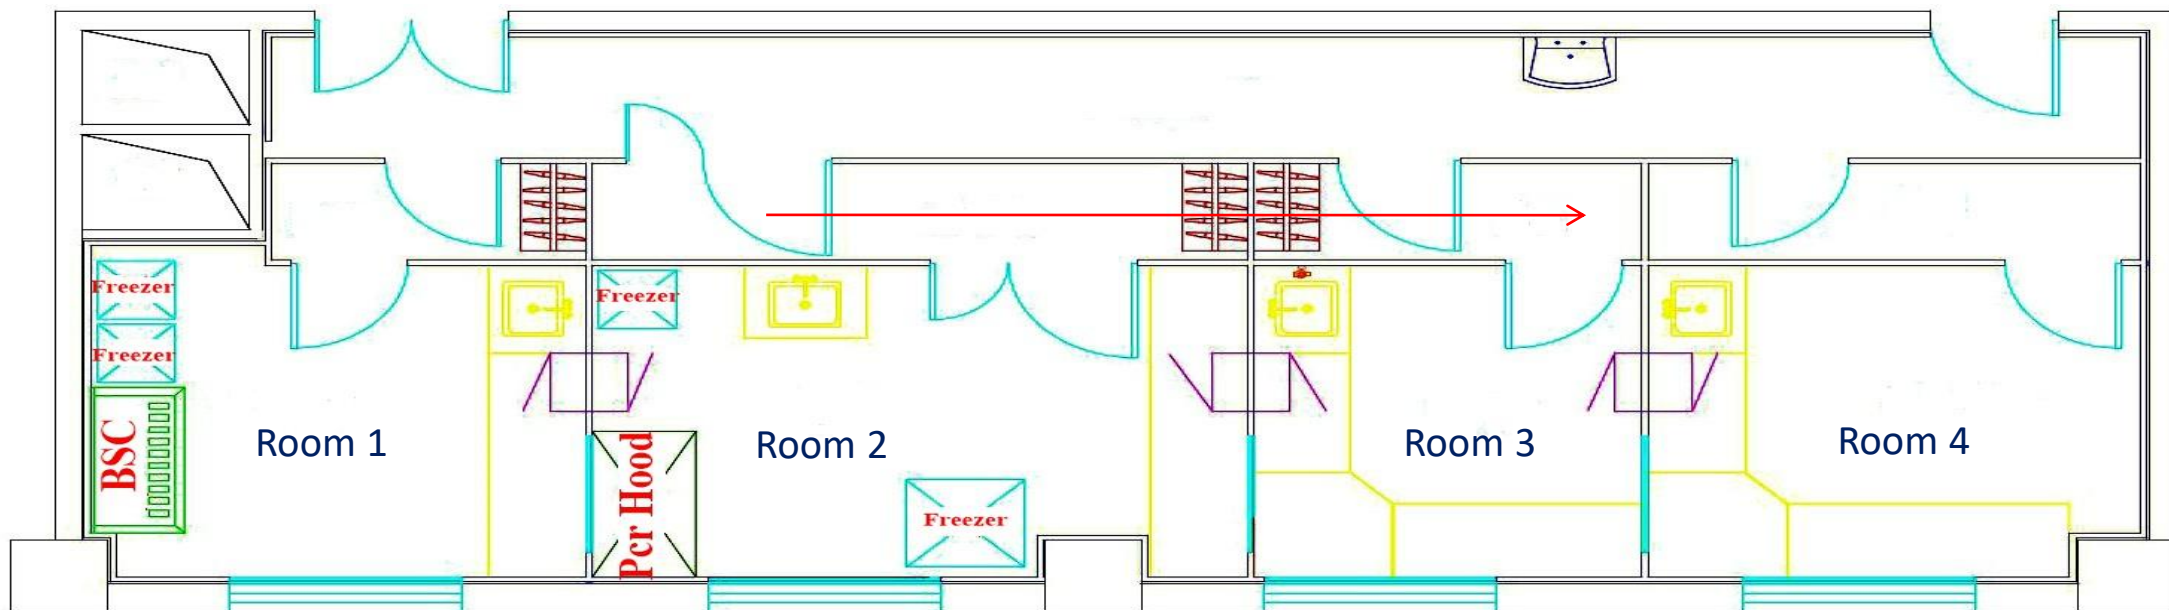 Freezer
Freezer
BSC
Room 1
Freezer
Room 2
Pcr Hood
Freezer
Room 3
Room 4